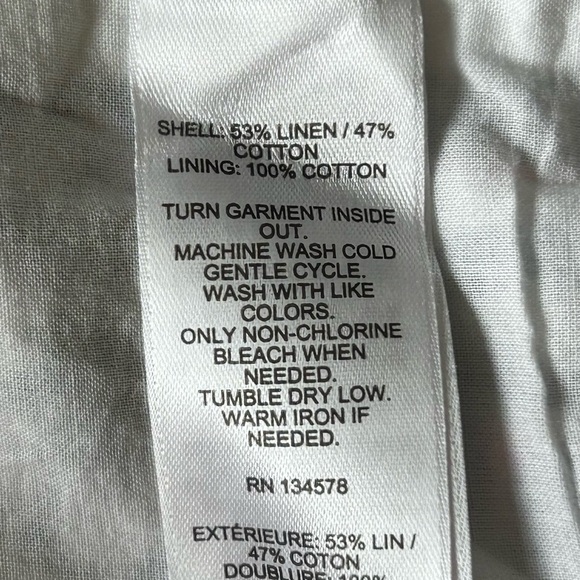 SHELL: 53% LINEN / 47%
COTTON
LINING: 100% COTTON
TURN GARMENT INSIDE
OUT.
MACHINE WASH COLD
GENTLE CYCLE.
WASH WITH LIKE
COLORS.
ONLY NON-CHLORINE
BLEACH WHEN
NEEDED.
TUMBLE DRY LOW.
WARM IRON IF
NEEDED.
RN 134578
EXTÉRIEURE: 53% LIN /
47% COTON
DOUBLURE: 100%